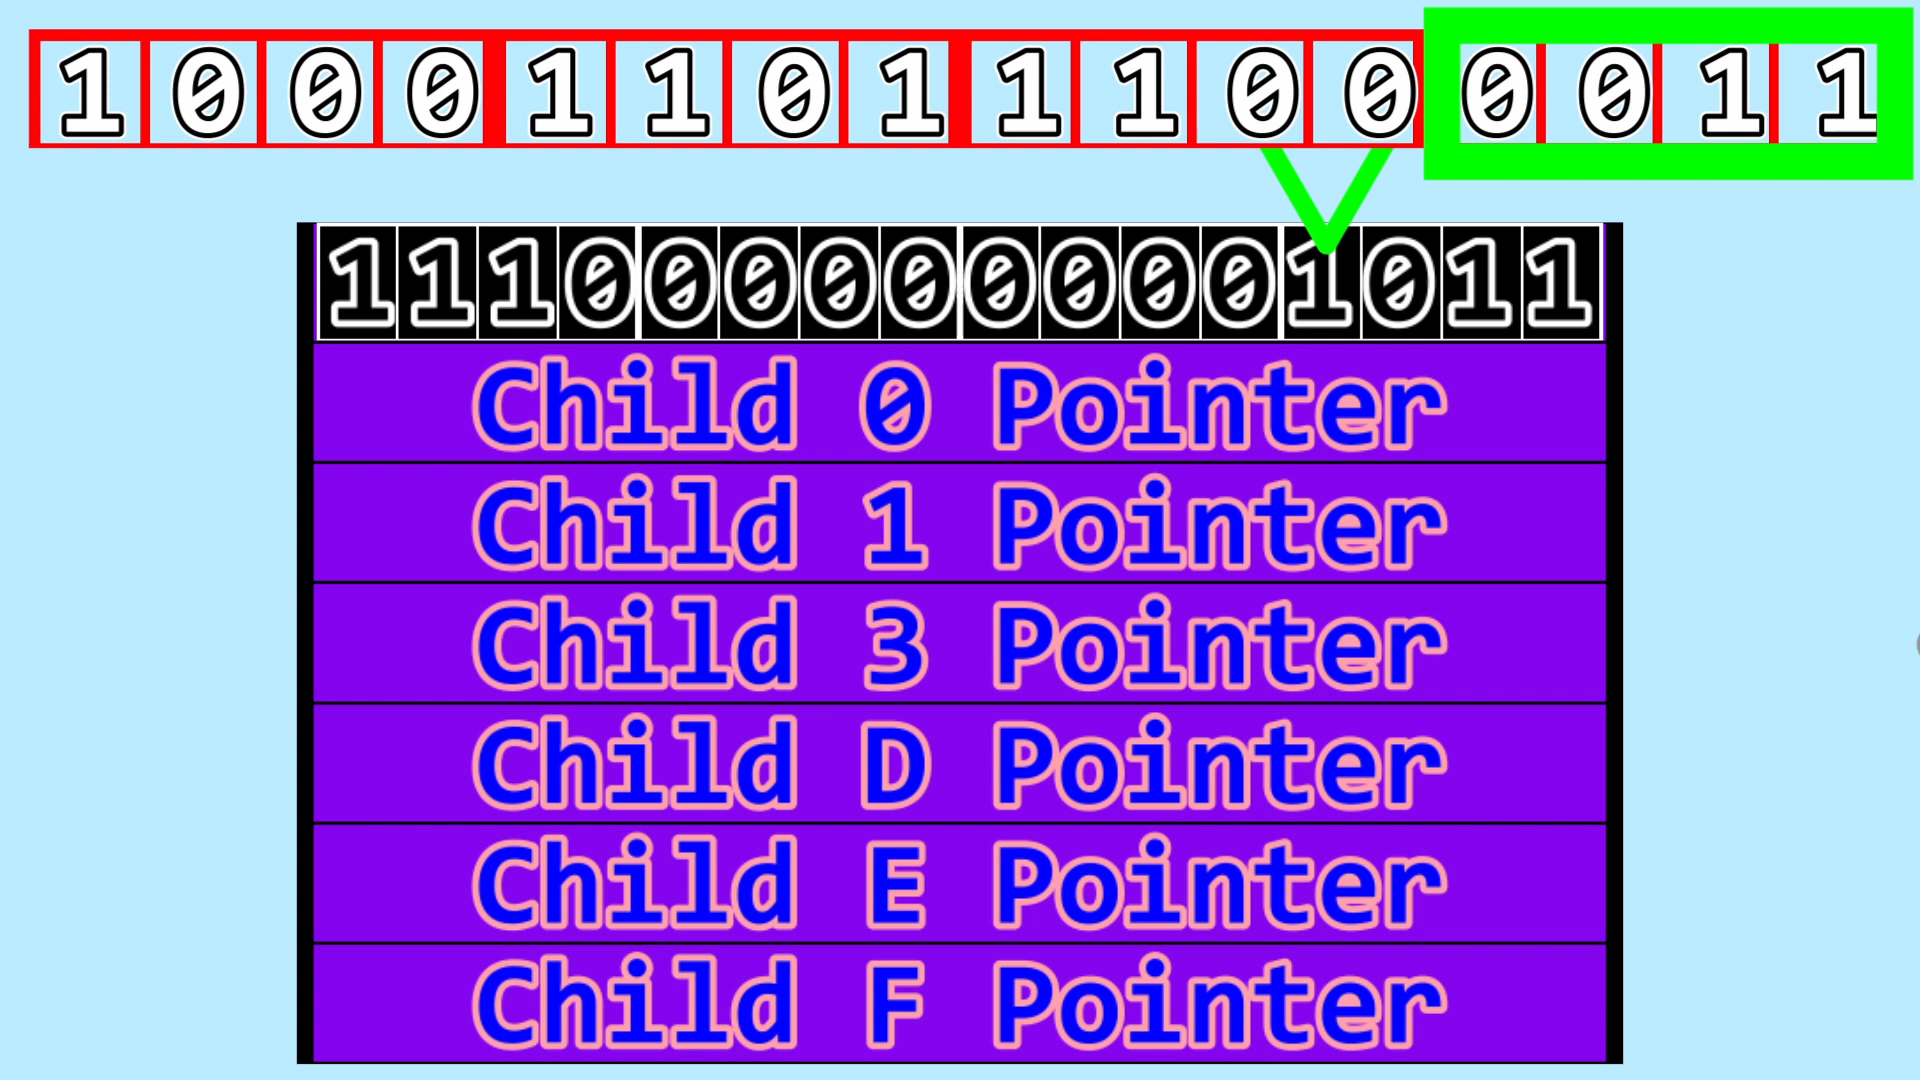 1000110111000011
1110000000001011
Child 0 Pointer
Child 1 Pointer
Child 3 Pointer
Child D Pointer
Child E Pointer
Child F Pointer